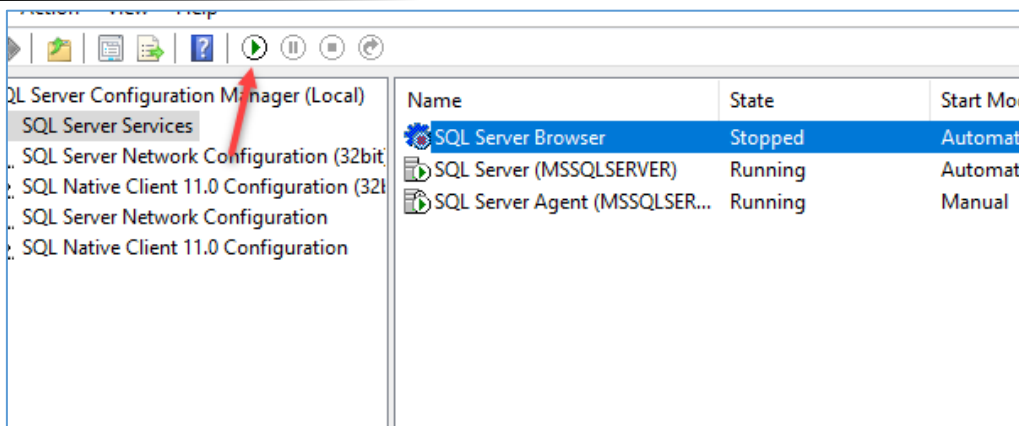 QL Server Configuration Manager (Local)
SQL Server Services
SQL Server Network Configuration (32bit
SQL Native Client 11.0 Configuration (32b
SQL Server Network Configuration
SQL Native Client 11.0 Configuration
Name State Start Mo
SQL Server Browser Stopped Automat
SQL Server (MSSQLSERVER) Running Automat
SQL Server Agent (MSSQLSER... Running Manual